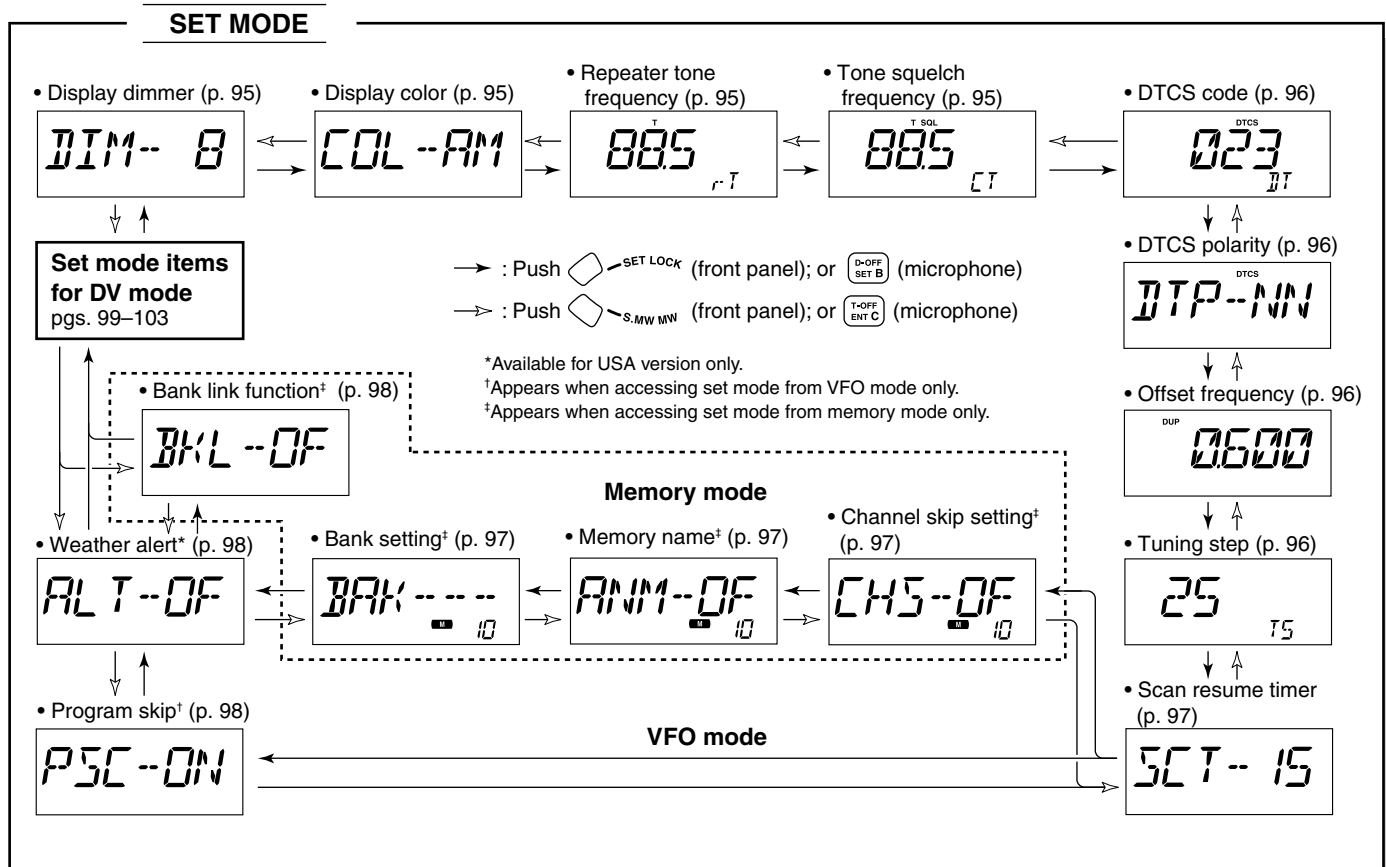 SET MODE
• Display dimmer (p. 95)
DIM-- 8
• Display color (p. 95)
COL -AM
• Repeater tone
frequency (p. 95)
T
88.5
rT
• Tone squelch
frequency (p. 95)
T SQL
88.5
CT
• DTCS code (p. 96)
DTCS
023
DT
Set mode items
for DV mode
pgs. 99–103
: Push SET LOCK (front panel); or D-OFF SET B (microphone)
: Push S.MW MW (front panel); or T-OFF ENT C (microphone)
*Available for USA version only.
†Appears when accessing set mode from VFO mode only.
‡Appears when accessing set mode from memory mode only.
• DTCS polarity (p. 96)
DTCS
DTP--NN
• Bank link function‡ (p. 98)
BKL --OF
• Offset frequency (p. 96)
DUP
0.600
Memory mode
• Weather alert* (p. 98)
ALT-OF
• Bank setting‡ (p. 97)
BAK----
M 10
• Memory name‡ (p. 97)
ANM-OF
M 10
• Channel skip setting‡
(p. 97)
CHS-OF
M 10
• Tuning step (p. 96)
25
TS
• Program skip† (p. 98)
PSC--ON
VFO mode
• Scan resume timer
(p. 97)
SCT-- 15